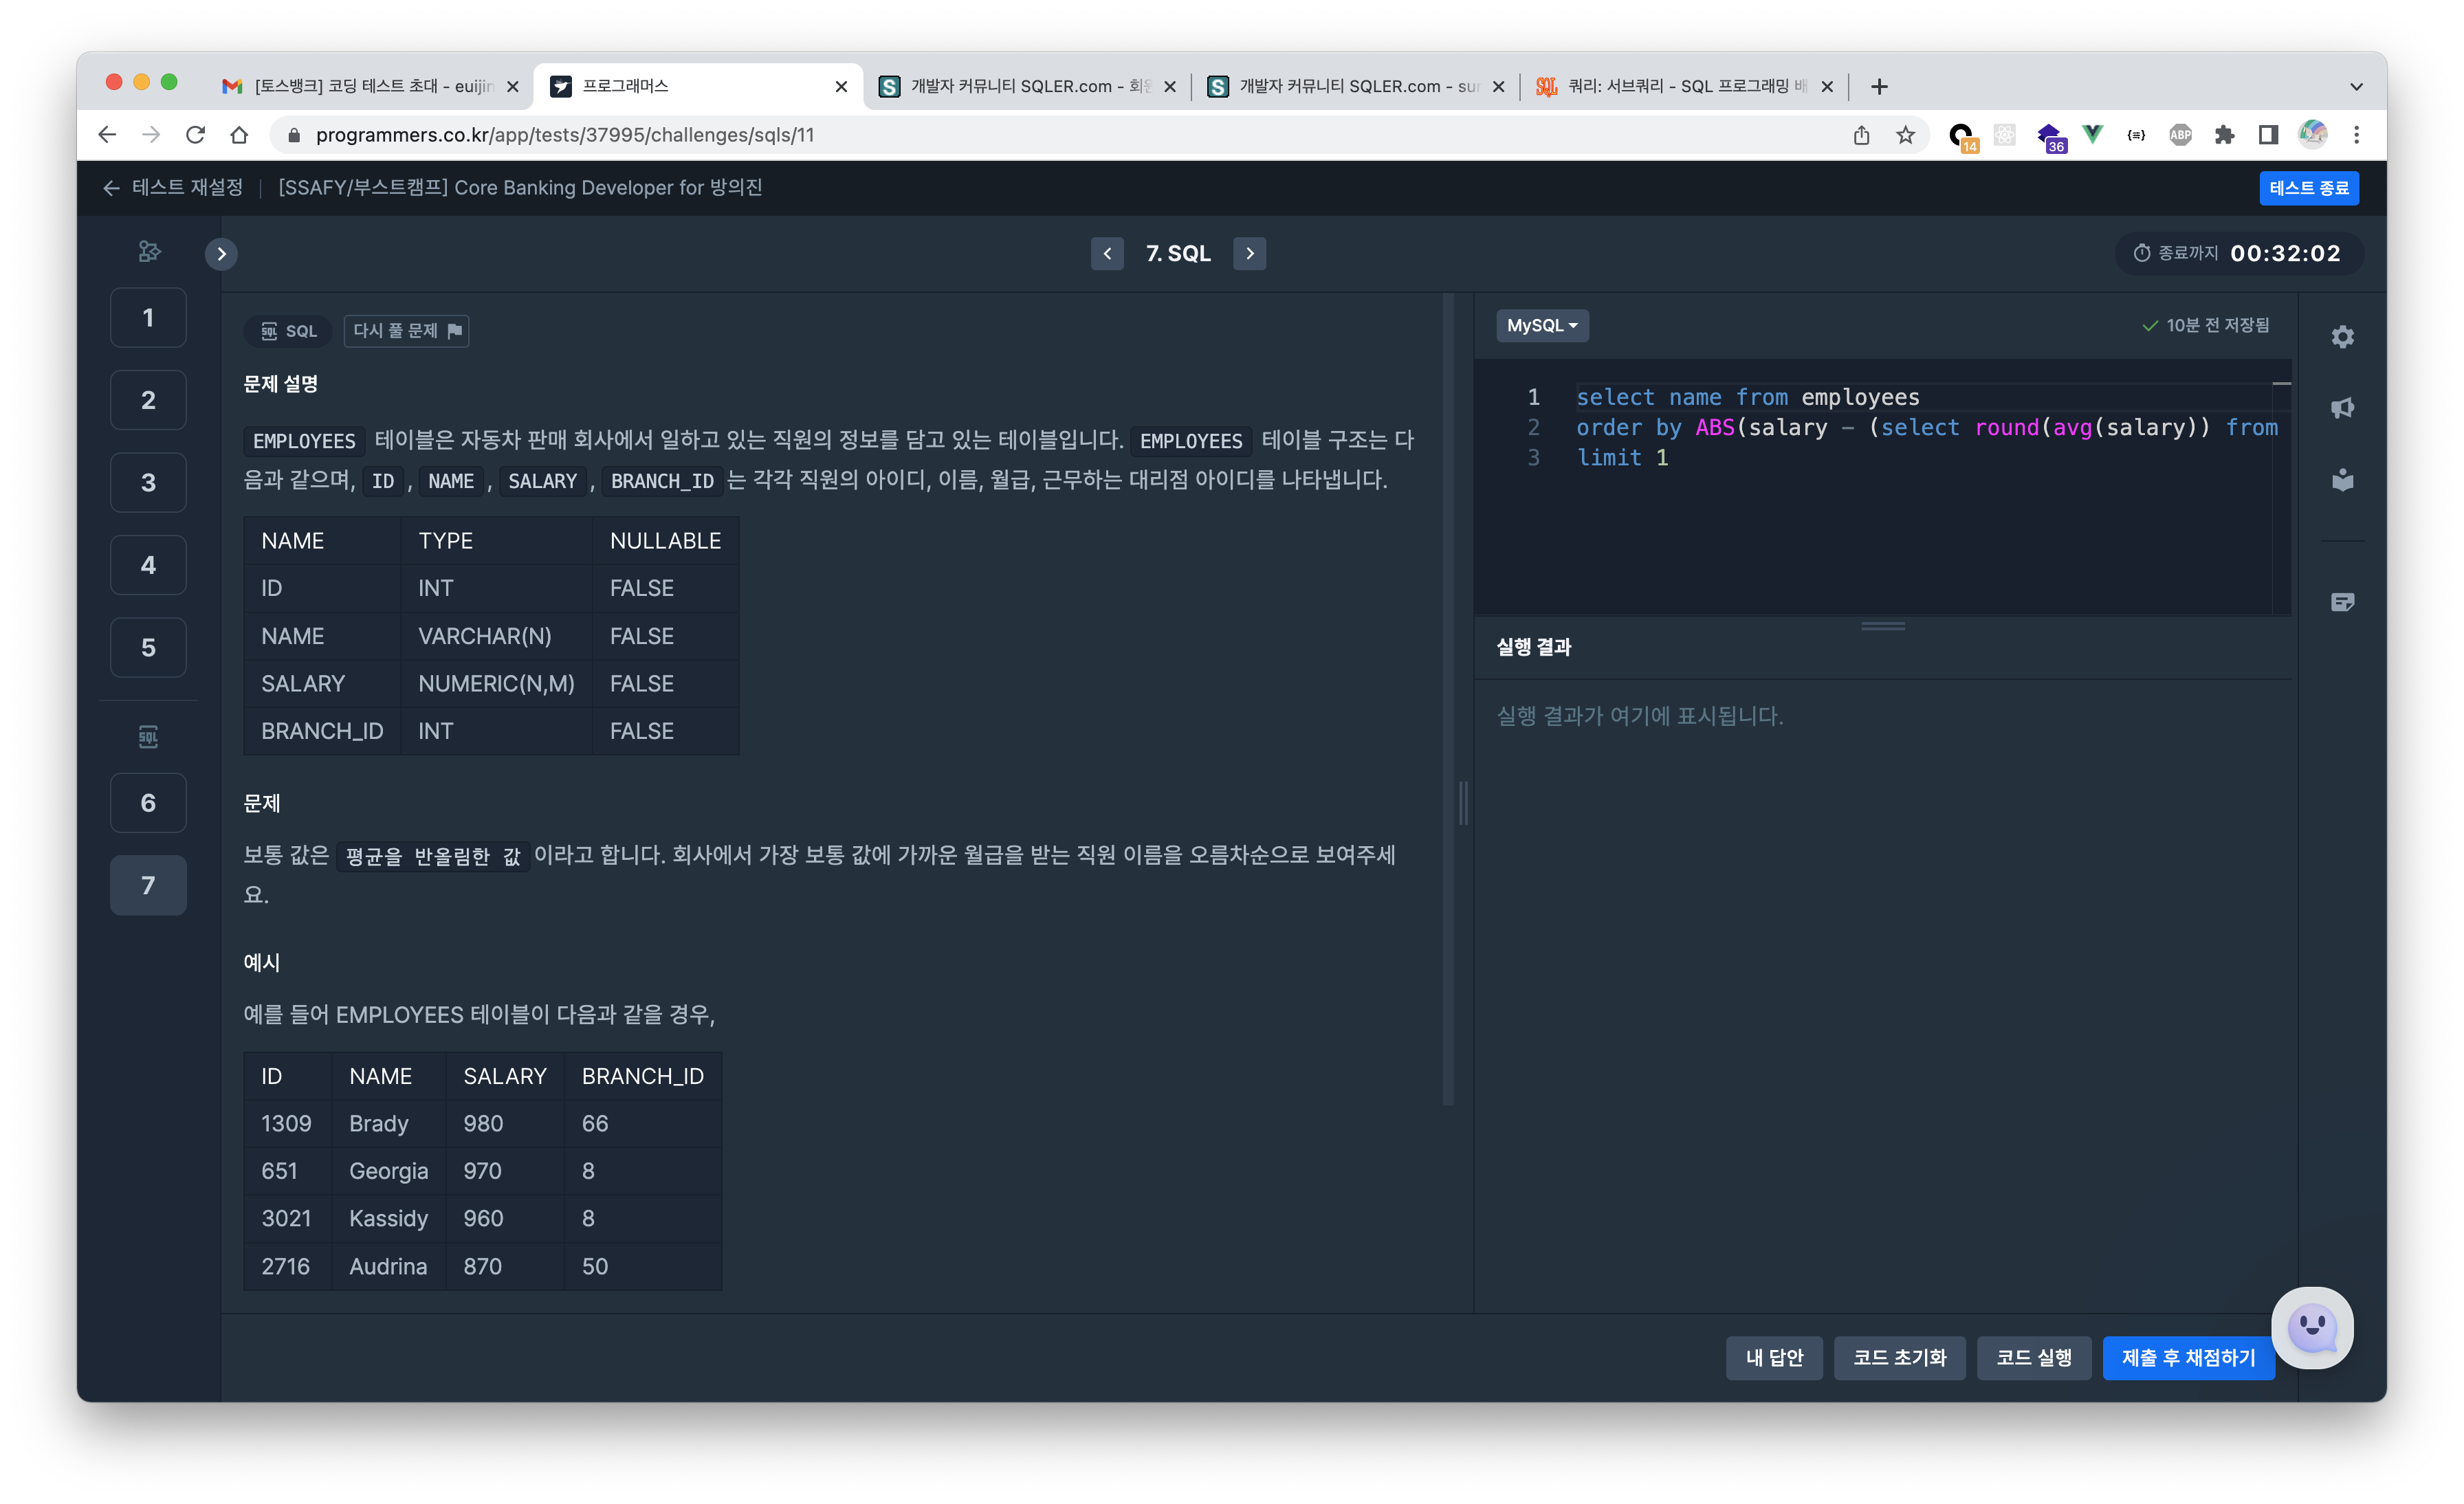 [토스뱅크] 코딩 테스트 초대 - euijin
프로그래머스
개발자 커뮤니티 SQLER.com - 회원
개발자 커뮤니티 SQLER.com - sur
쿼리: 서브쿼리 - SQL 프로그래밍 배
programmers.co.kr/app/tests/37995/challenges/sqls/11
14
36
ABP
테스트 재설정 | [SSAFY/부스트캠프] Core Banking Developer for 방의진
테스트 종료
7. SQL
종료까지 00:32:02
1
2
3
4
5
SQL
6
7
SQL
다시 풀 문제
문제 설명
EMPLOYEES 테이블은 자동차 판매 회사에서 일하고 있는 직원의 정보를 담고 있는 테이블입니다. EMPLOYEES 테이블 구조는 다
음과 같으며, ID , NAME , SALARY , BRANCH_ID 는 각각 직원의 아이디, 이름, 월급, 근무하는 대리점 아이디를 나타냅니다.
NAME TYPE NULLABLE
ID INT FALSE
NAME VARCHAR(N) FALSE
SALARY NUMERIC(N,M) FALSE
BRANCH_ID INT FALSE
문제
보통 값은 평균을 반올림한 값 이라고 합니다. 회사에서 가장 보통 값에 가까운 월급을 받는 직원 이름을 오름차순으로 보여주세
요.
예시
예를 들어 EMPLOYEES 테이블이 다음과 같을 경우,
ID NAME SALARY BRANCH_ID
1309 Brady 980 66
651 Georgia 970 8
3021 Kassidy 960 8
2716 Audrina 870 50
MySQL
10분 전 저장됨
1 select name from employees
2 order by ABS(salary - (select round(avg(salary)) from
3 limit 1
실행 결과
실행 결과가 여기에 표시됩니다.
내 답안
코드 초기화
코드 실행
제출 후 채점하기